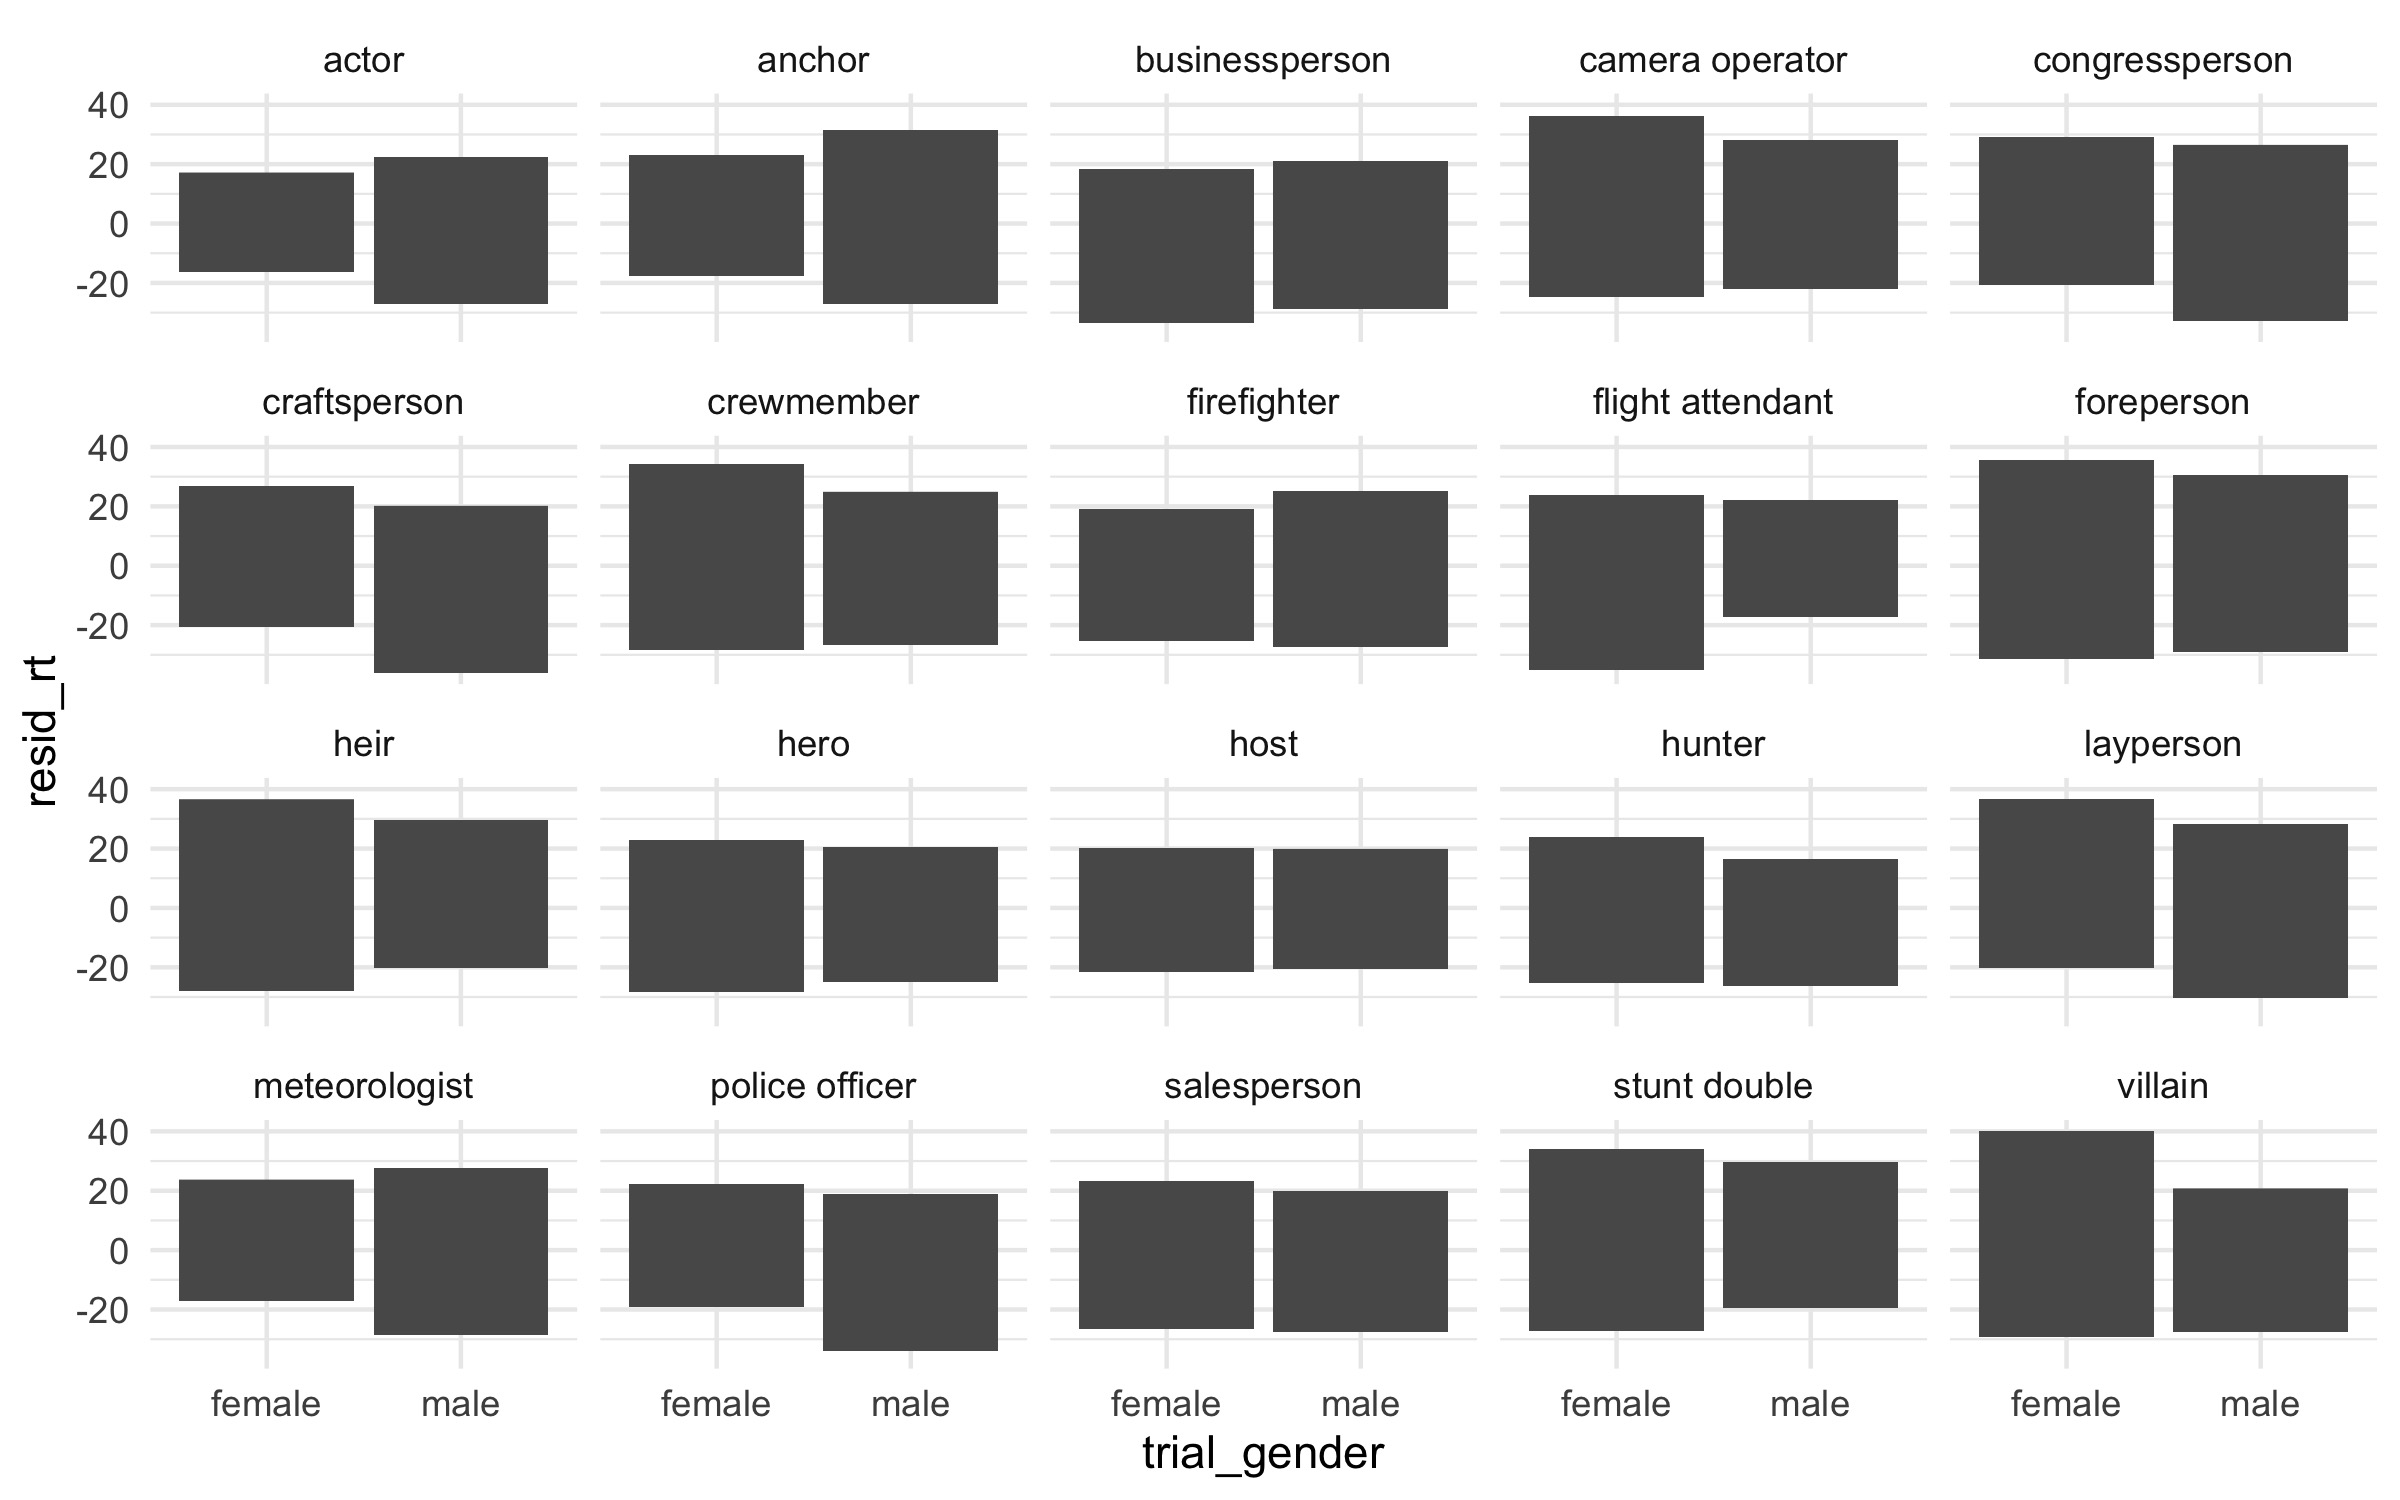 actor anchor businessperson camera operator congressperson
40
20
0
-20
craftsperson crewmember firefighter flight attendant foreperson
40
20
0
-20
resid_rt
heir hero host hunter layperson
40
20
0
-20
meteorologist police officer salesperson stunt double villain
40
20
0
-20
female male female male female male female male female male
trial_gender